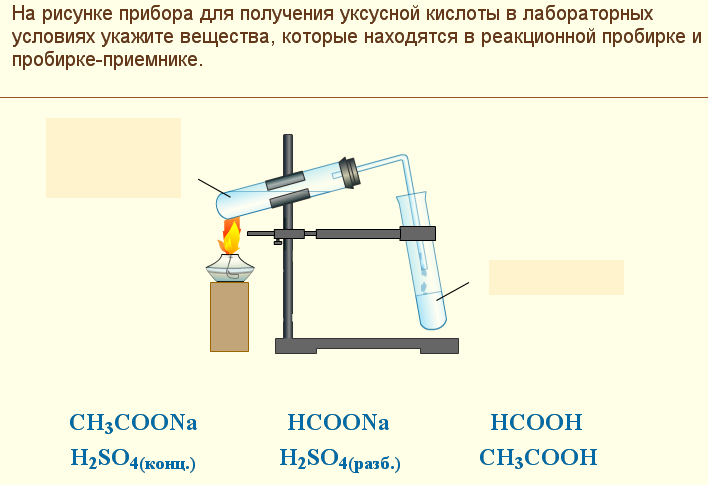 На рисунке прибора для получения уксусной кислоты в лабораторных
условиях укажите вещества, которые находятся в реакционной пробирке и
пробирке-приемнике.
CH₃COONa HCOONa HCOOH
H₂SO₄(конц.) H₂SO₄(разб.) CH₃COOH